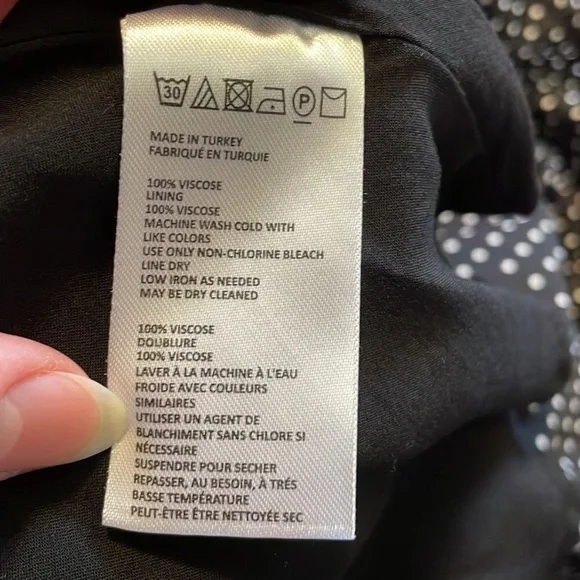 30 P
MADE IN TURKEY
FABRIQUÉ EN TURQUIE
100% VISCOSE
LINING
100% VISCOSE
MACHINE WASH COLD WITH
LIKE COLORS
USE ONLY NON-CHLORINE BLEACH
LINE DRY
LOW IRON AS NEEDED
MAY BE DRY CLEANED
100% VISCOSE
DOUBLURE
100% VISCOSE
LAVER À LA MACHINE À L'EAU
FROIDE AVEC COULEURS
SIMILAIRES
UTILISER UN AGENT DE
BLANCHIMENT SANS CHLORE SI
NÉCESSAIRE
SUSPENDRE POUR SECHER
REPASSER, AU BESOIN, À TRÉS
BASSE TEMPÉRATURE
PEUT-ÊTRE ÊTRE NETTOYÉE SEC